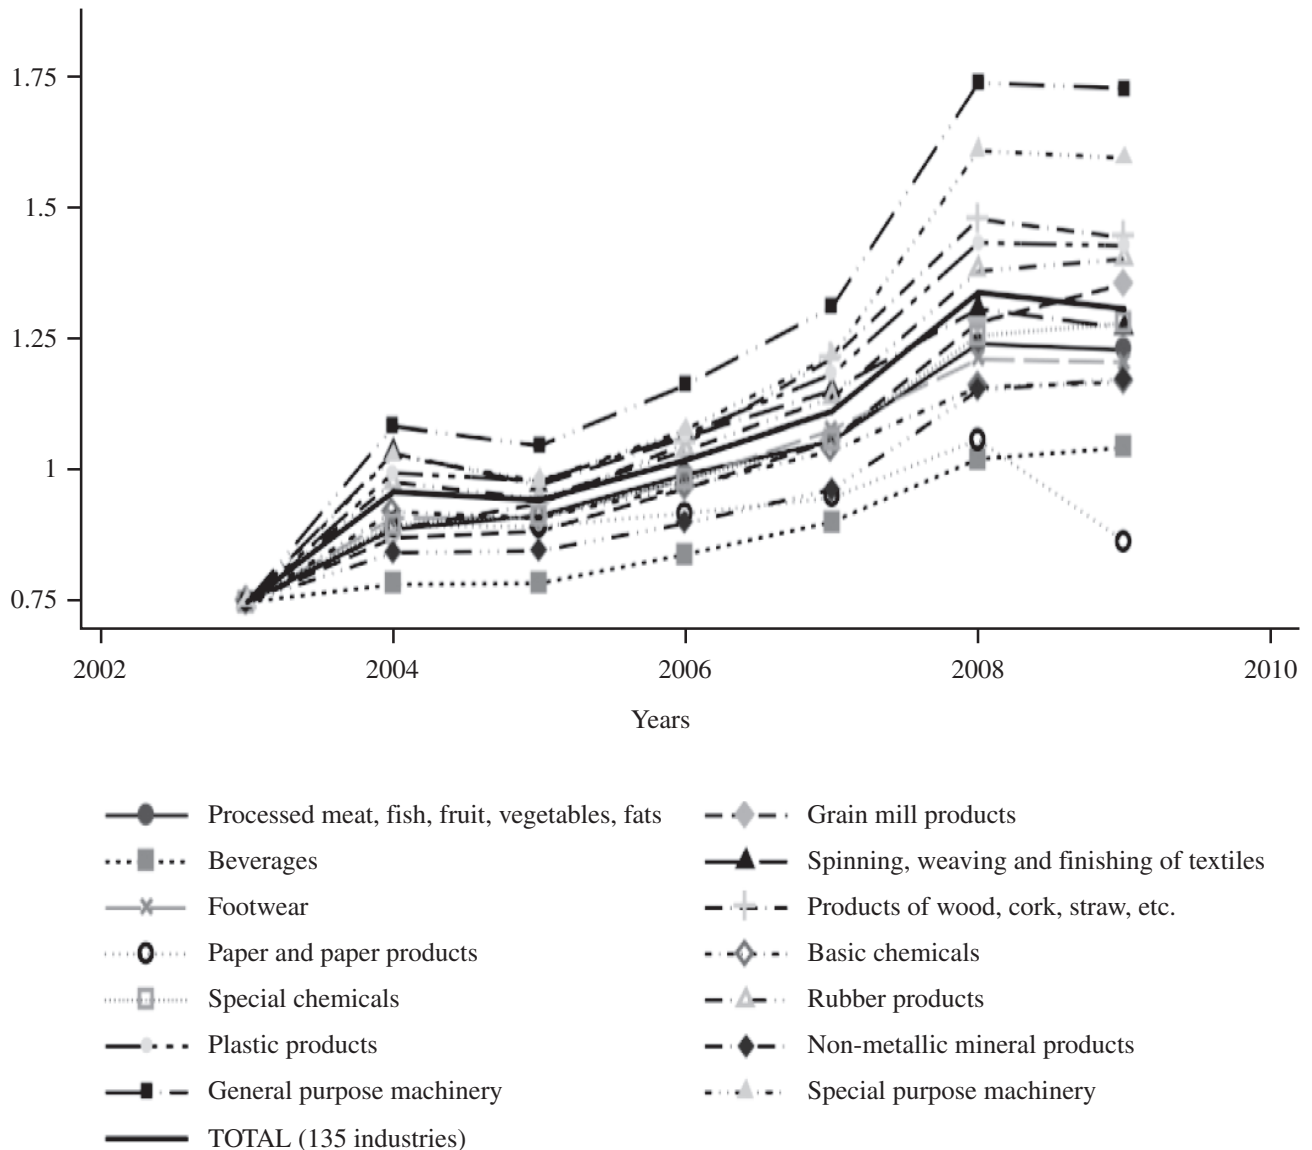 1.75
1.5
1.25
1
0.75
2002 2004 2006 2008 2010
Years
Processed meat, fish, fruit, vegetables, fats
Grain mill products
Beverages
Spinning, weaving and finishing of textiles
Footwear
Products of wood, cork, straw, etc.
Paper and paper products
Basic chemicals
Special chemicals
Rubber products
Plastic products
Non-metallic mineral products
General purpose machinery
Special purpose machinery
TOTAL (135 industries)